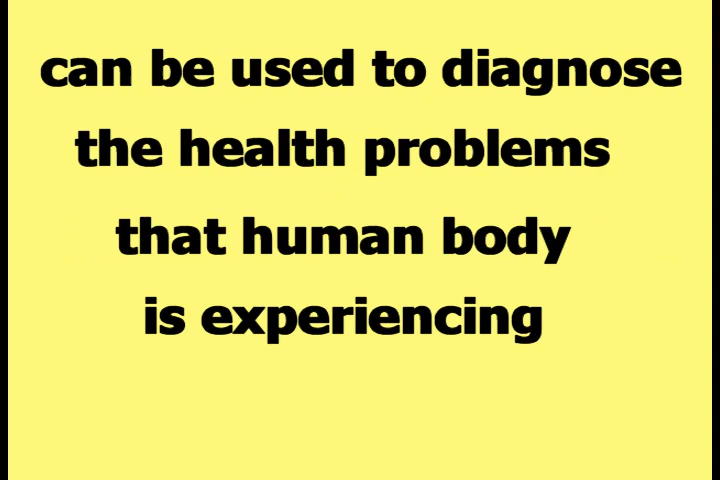 can be used to diagnose
the health problems
that human body
is experiencing